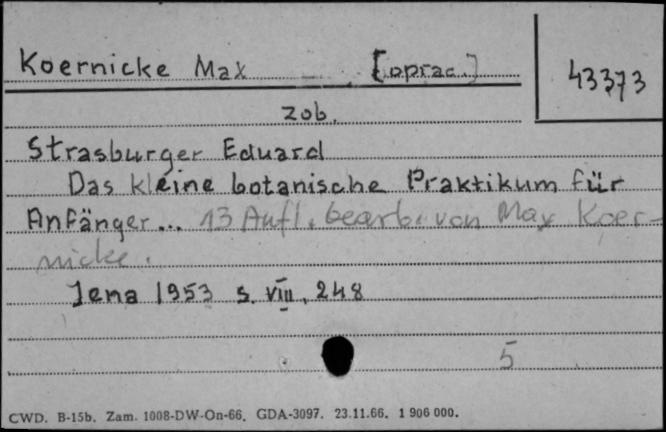 Koernicke Max [oprac.]
43373
zob.
Strasburger Eduard
Das kleine botanische Praktikum für
Anfänger... 13 Aufl. bearb. von Max Koer-
nicke.
Jena 1953 s. VIII, 248
5
CWD. B-15b. Zam. 1008-DW-On-66. GDA-3097. 23.11.66. 1 906 000.